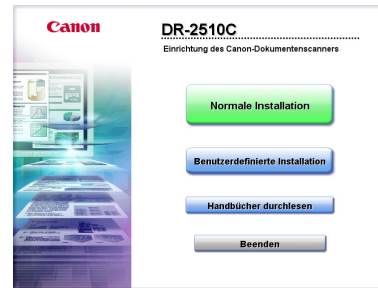 Canon
DR-2510C
Einrichtung des Canon-Dokumentenscanners
Normale Installation
Benutzerdefinierte Installation
Handbücher durchlesen
Beenden